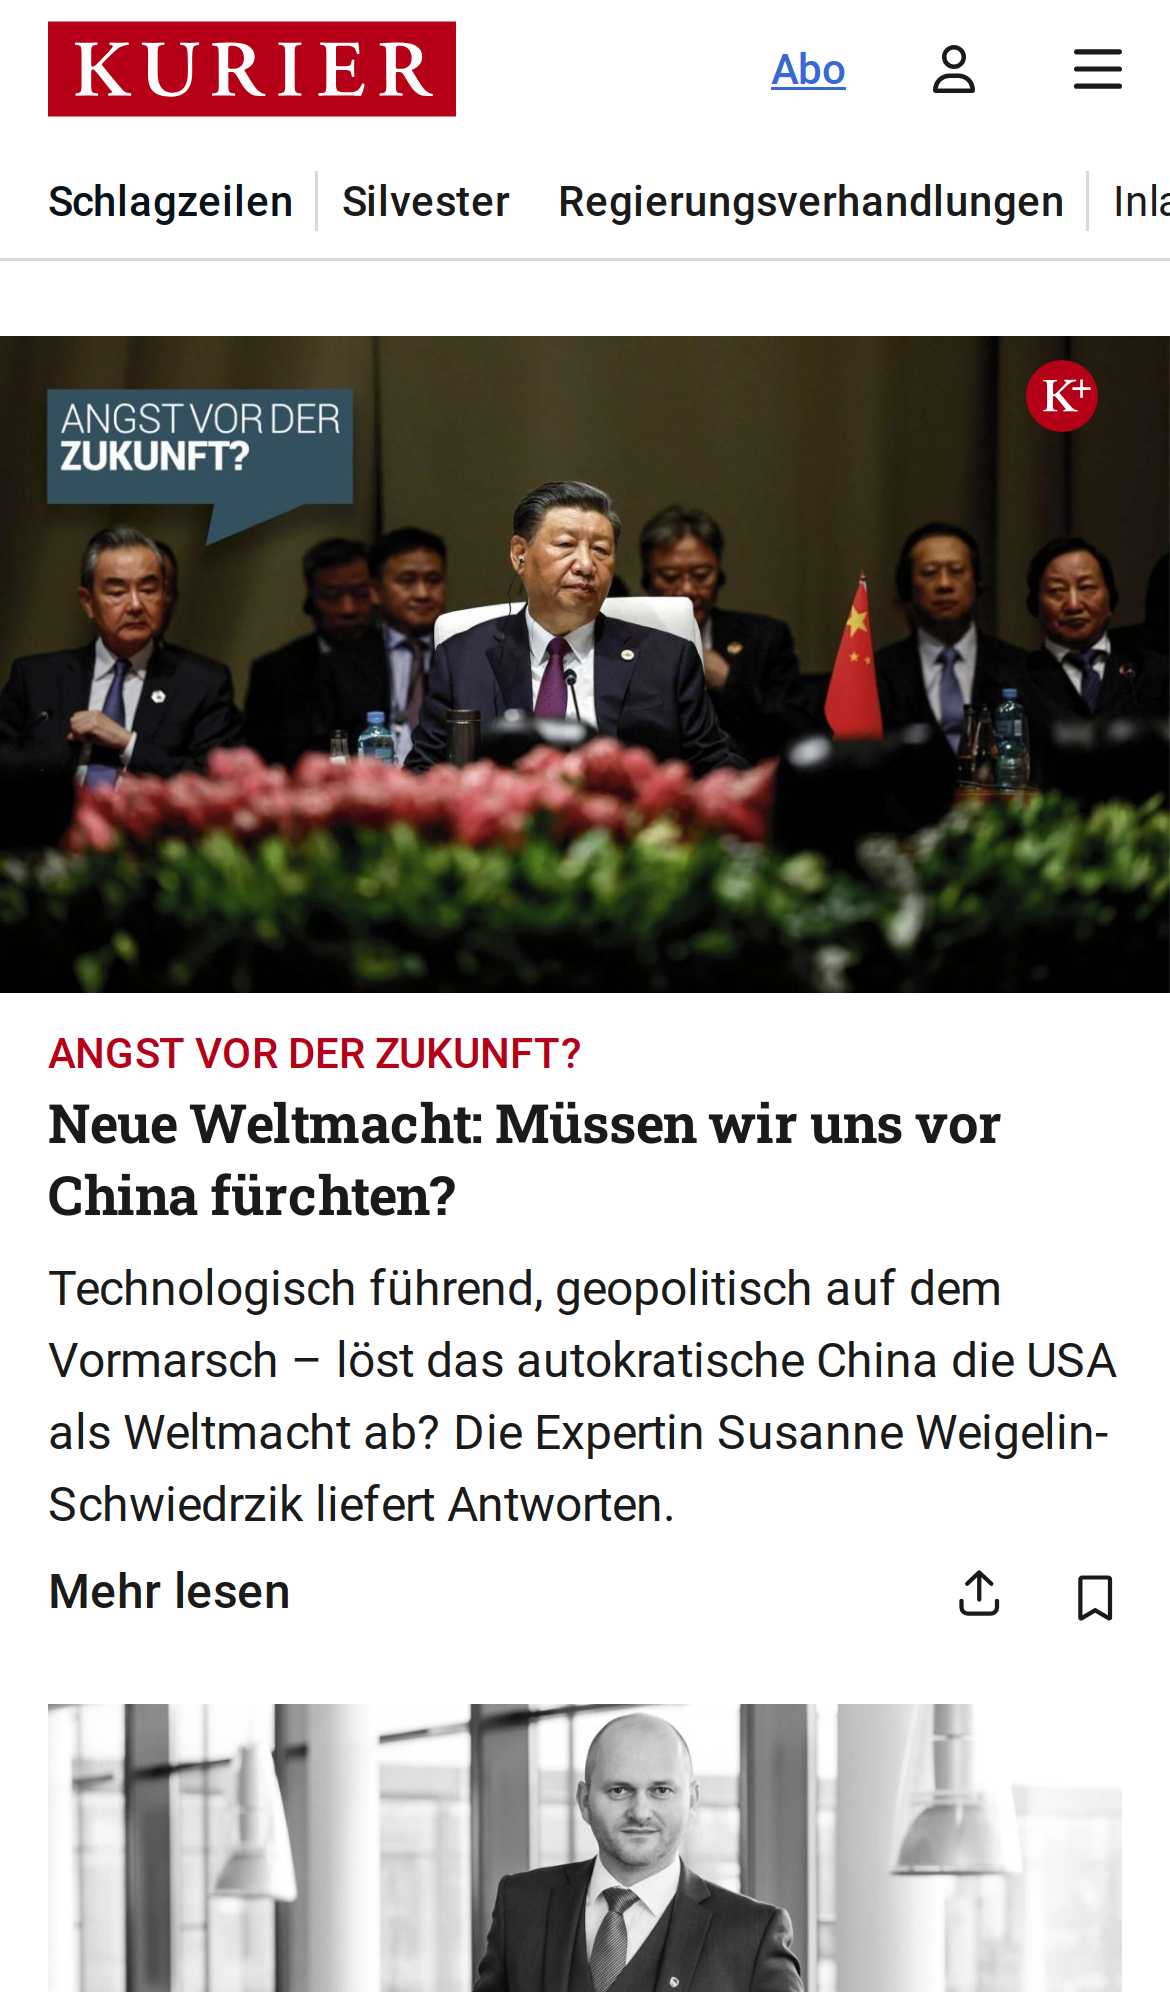 KURIER
Abo
Schlagzeilen
Silvester
Regierungsverhandlungen
Inla
ANGST VOR DER
ZUKUNFT?
K+
ANGST VOR DER ZUKUNFT?
Neue Weltmacht: Müssen wir uns vor
China fürchten?
Technologisch führend, geopolitisch auf dem
Vormarsch – löst das autokratische China die USA
als Weltmacht ab? Die Expertin Susanne Weigelin-
Schwiedrzik liefert Antworten.
Mehr lesen